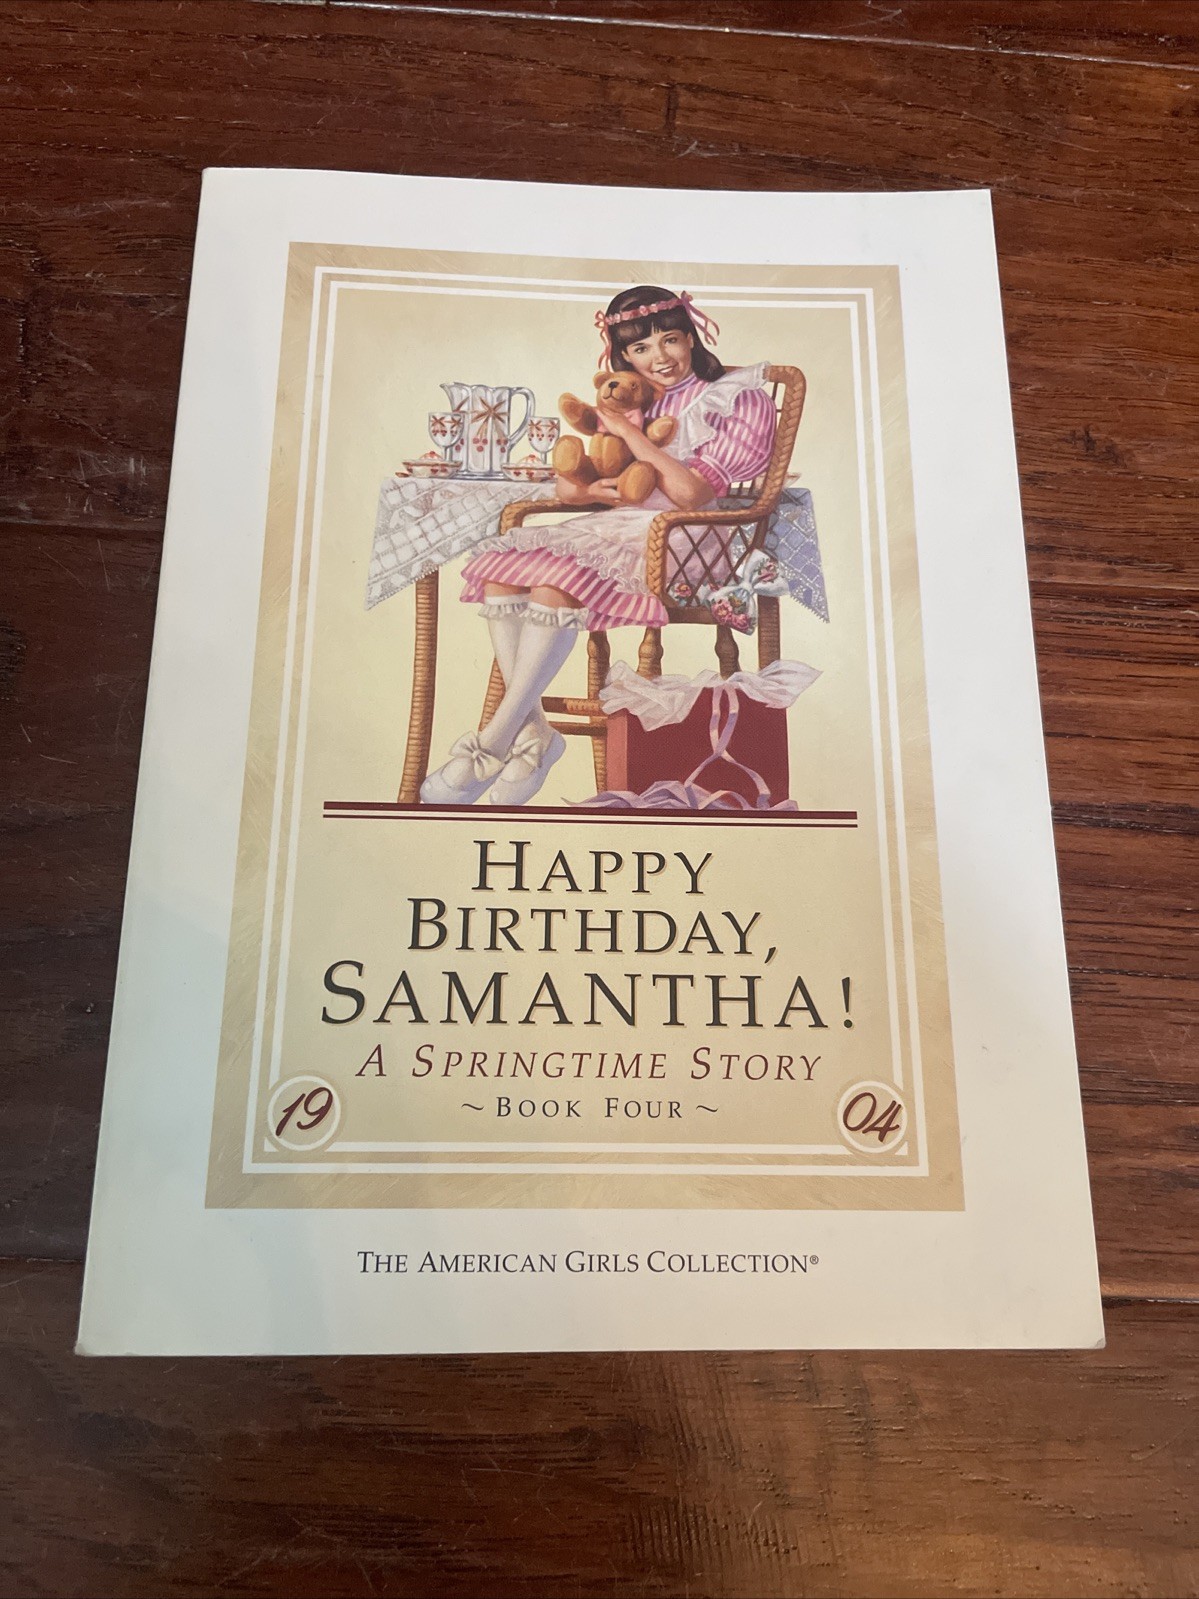 HAPPY
BIRTHDAY,
SAMANTHA!
A SPRINGTIME STORY
~ BOOK FOUR ~
19 04
THE AMERICAN GIRLS COLLECTION®